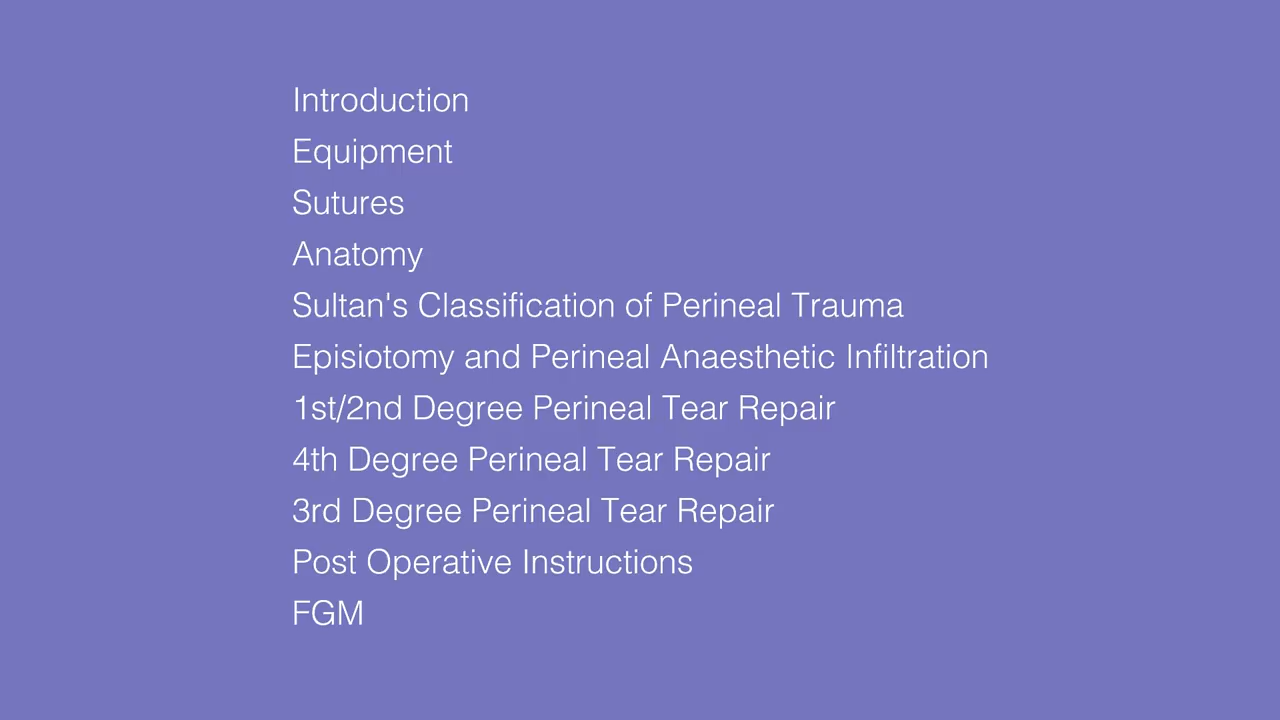 Introduction
Equipment
Sutures
Anatomy
Sultan's Classification of Perineal Trauma
Episiotomy and Perineal Anaesthetic Infiltration
1st/2nd Degree Perineal Tear Repair
4th Degree Perineal Tear Repair
3rd Degree Perineal Tear Repair
Post Operative Instructions
FGM